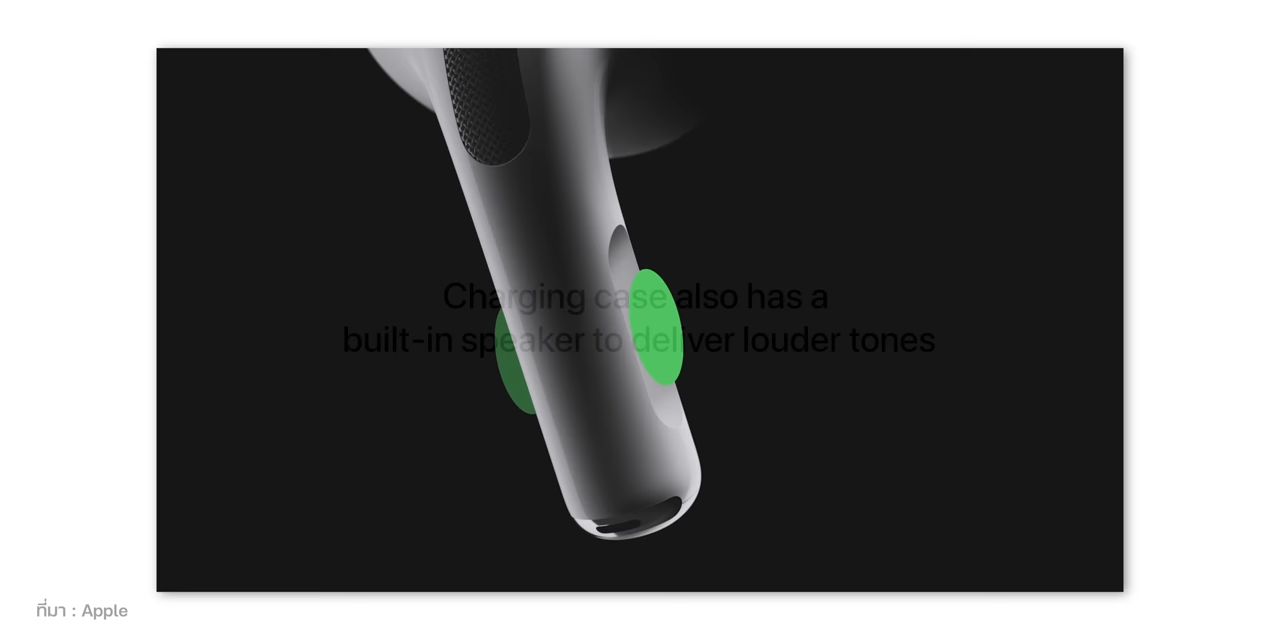 Charging case also has a
built-in speaker to deliver louder tones
ที่มา : Apple